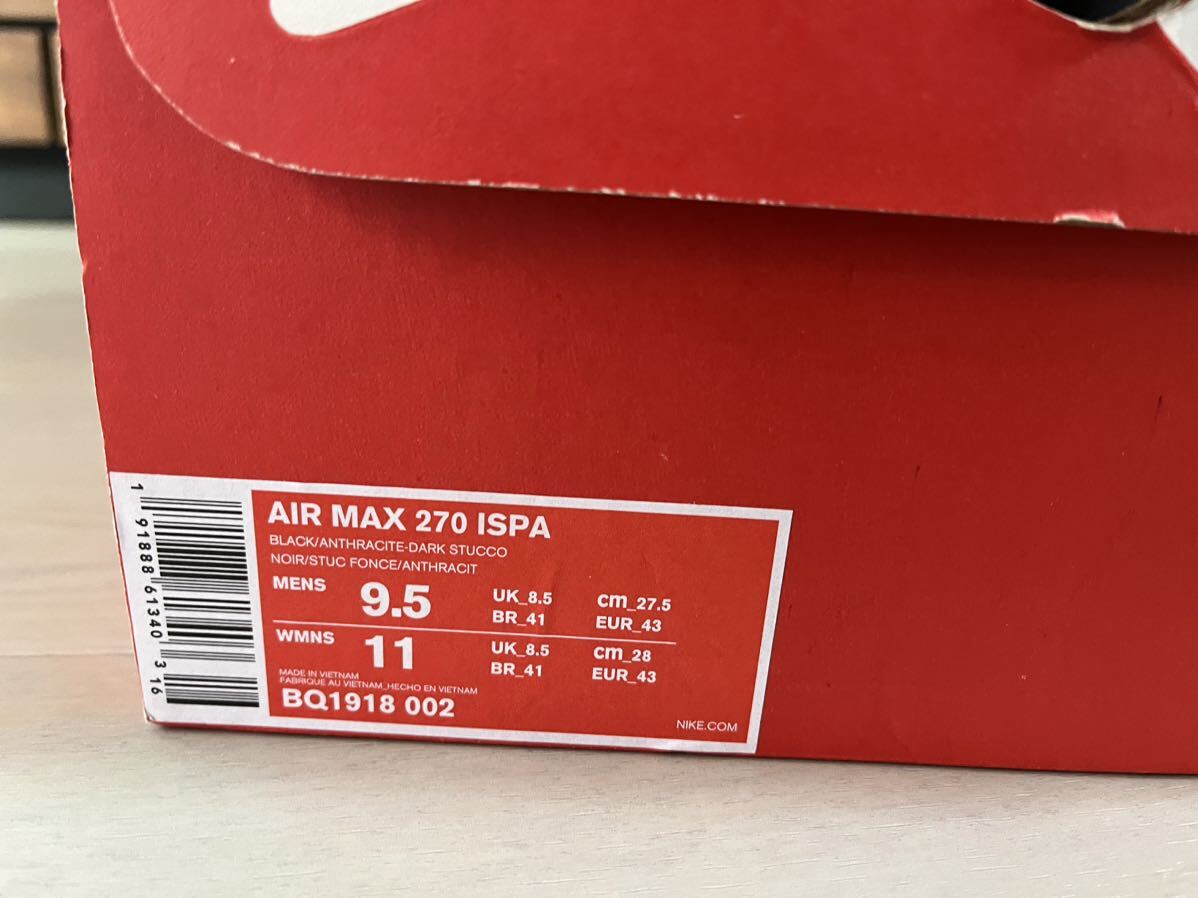 AIR MAX 270 ISPA
BLACK/ANTHRACITE-DARK STUCCO
NOIR/STUC FONCE/ANTHRACIT
MENS 9.5 UK_8.5 cm_27.5
BR_41 EUR_43
WMNS 11 UK_8.5 cm_28
BR_41 EUR_43
MADE IN VIETNAM
FABRIQUE AU VIETNAM_HECHO EN VIETNAM
BQ1918 002
NIKE.COM
1 91888 61340 3 16